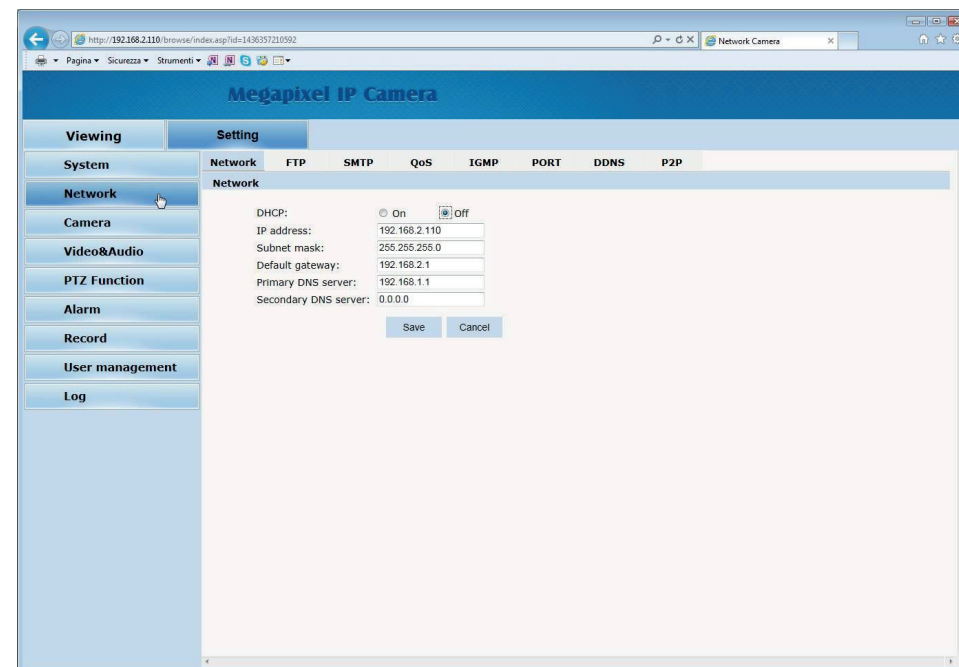 http://192.168.2.110/browse/index.asp?id=1436357210592
Network Camera
Pagina Sicurezza Strumenti
Megapixel IP Camera
Viewing Setting
System
Network
Camera
Video&Audio
PTZ Function
Alarm
Record
User management
Log
Network FTP SMTP QoS IGMP PORT DDNS P2P
Network
DHCP: On Off
IP address: 192.168.2.110
Subnet mask: 255.255.255.0
Default gateway: 192.168.2.1
Primary DNS server: 192.168.1.1
Secondary DNS server: 0.0.0.0
Save Cancel